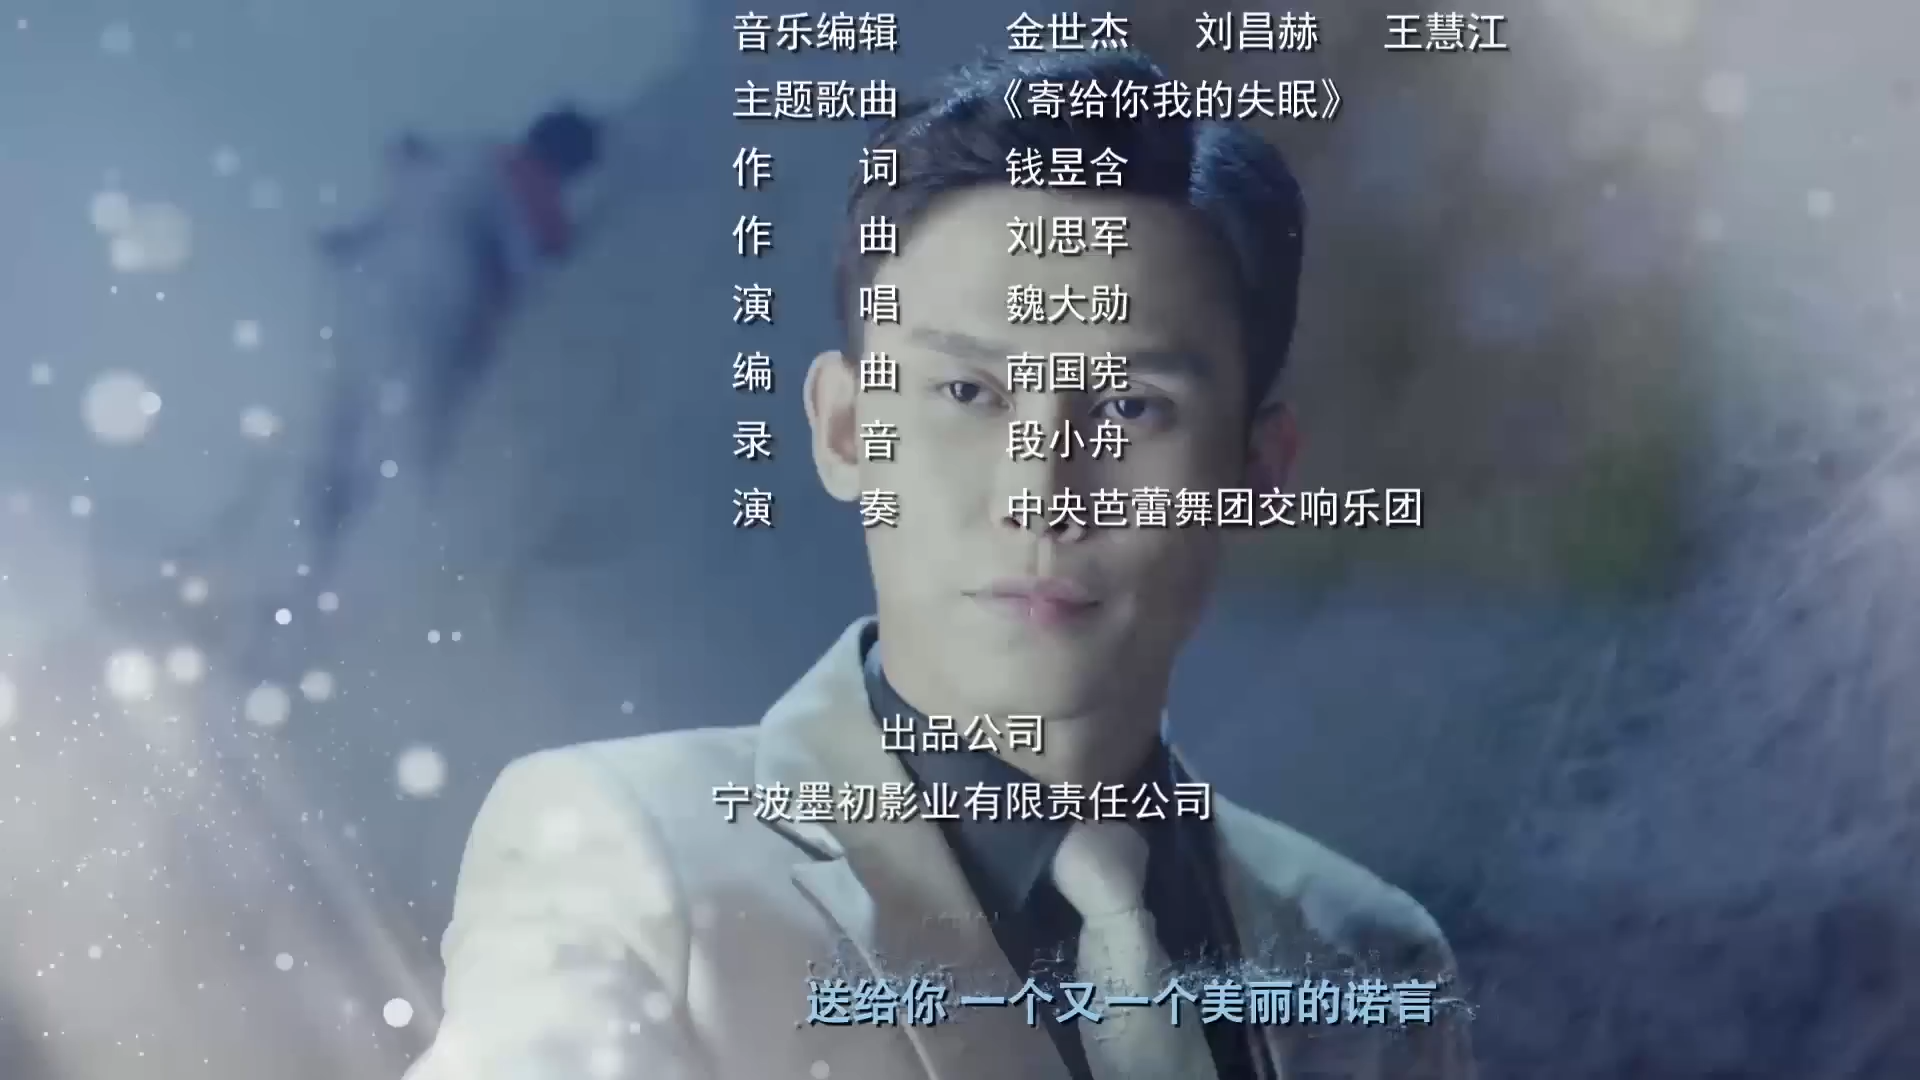 音乐编辑 金世杰 刘昌赫 王慧江
主题歌曲 《寄给你我的失眠》
作 词 钱昱含
作 曲 刘思军
演 唱 魏大勋
编 曲 南国宪
录 音 段小舟
演 奏 中央芭蕾舞团交响乐团
出品公司
宁波墨初影业有限责任公司
送给你 一个又一个美丽的诺言